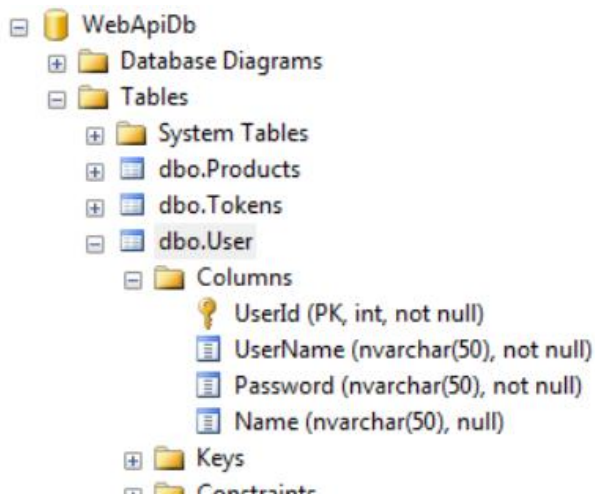 WebApiDb
Database Diagrams
Tables
System Tables
dbo.Products
dbo.Tokens
dbo.User
Columns
UserId (PK, int, not null)
UserName (nvarchar(50), not null)
Password (nvarchar(50), not null)
Name (nvarchar(50), null)
Keys
Constraints